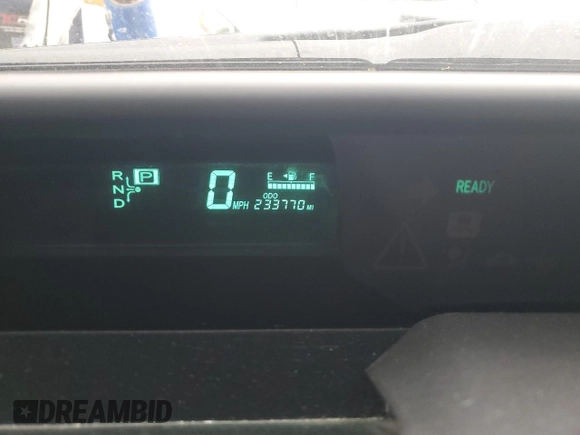 R P
N
D
0 MPH
E F
ODO
233770 MI
READY
DREAMBID